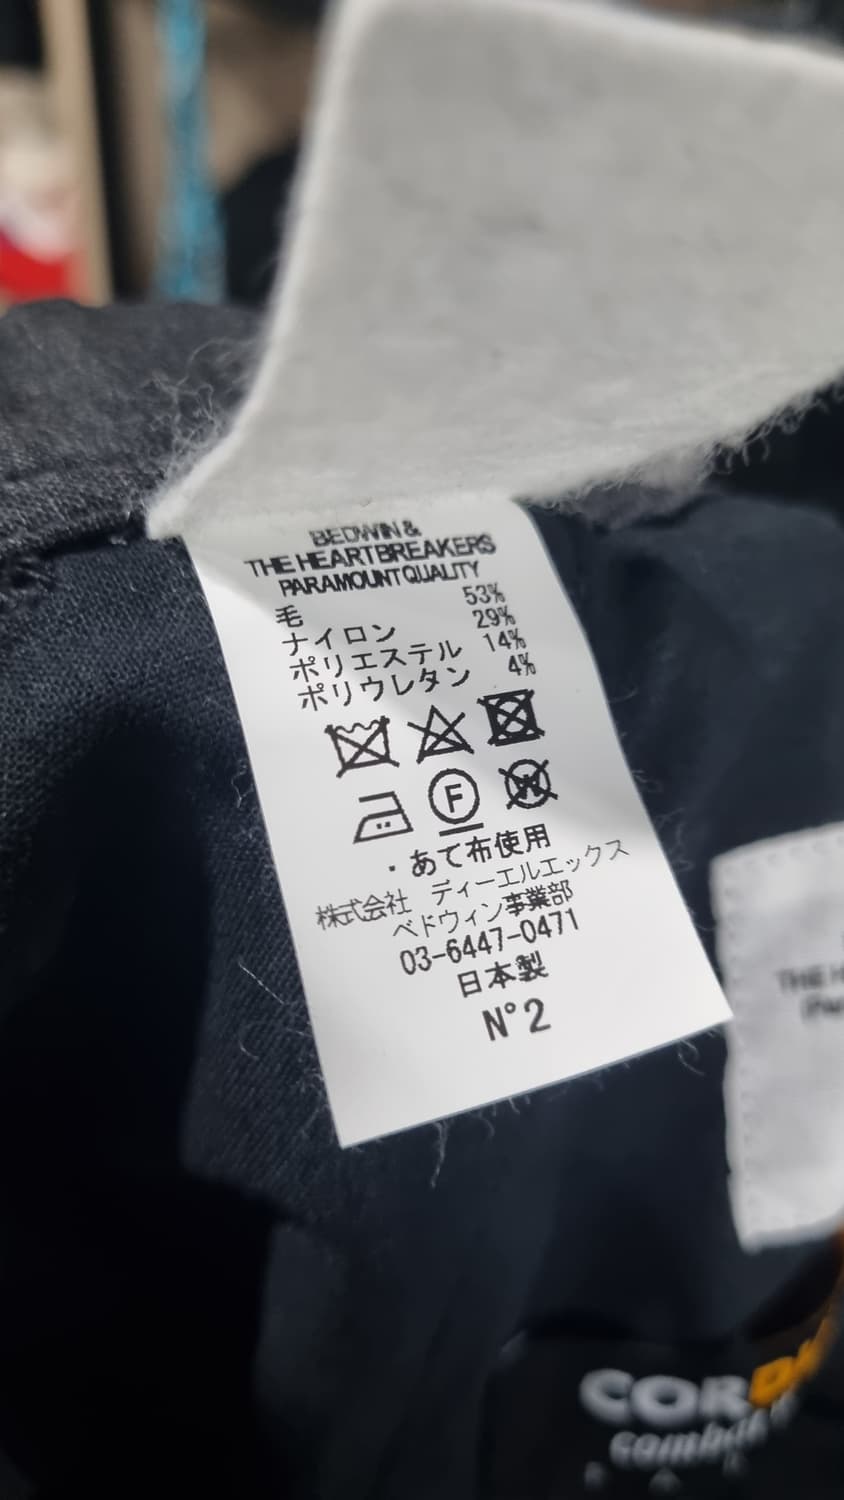 BEDWIN &
THE HEARTBREAKERS
PARAMOUNT QUALITY
毛 53%
ナイロン 29%
ポリエステル 14%
ポリウレタン 4%
F
W
・あて布使用
株式会社 ディーエルエックス
ベドウィン事業部
03-6447-0471
日本製
N°2
THE
COR